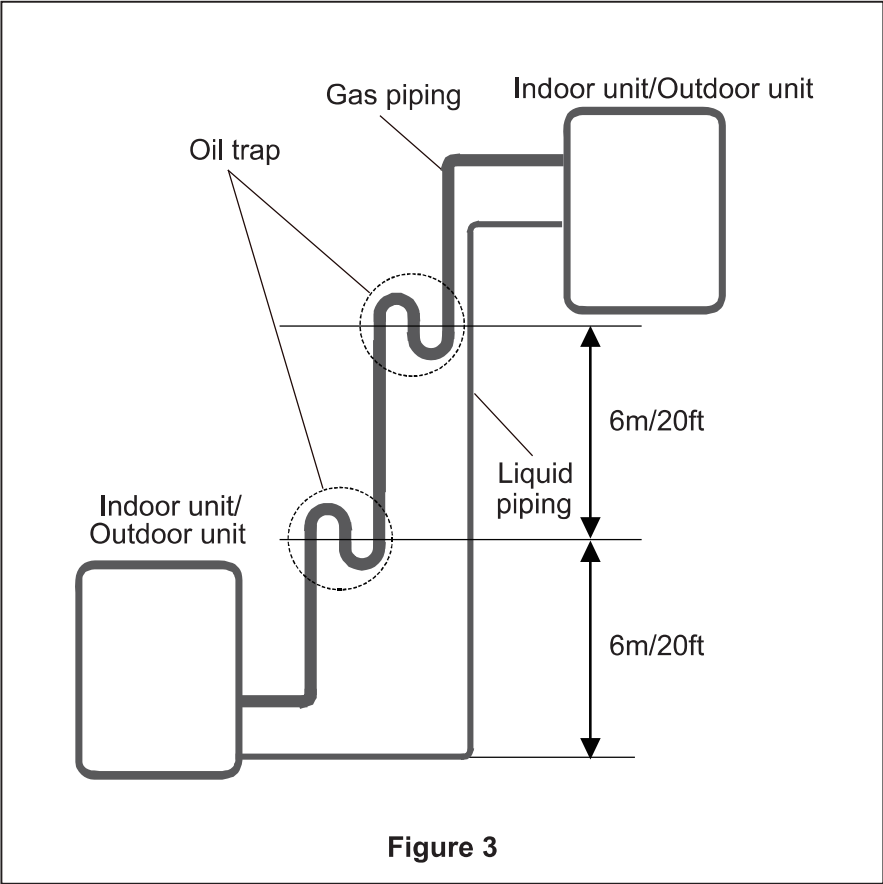 Gas piping
Indoor unit/Outdoor unit
Oil trap
6m/20ft
Liquid
piping
Indoor unit/
Outdoor unit
6m/20ft
Figure 3